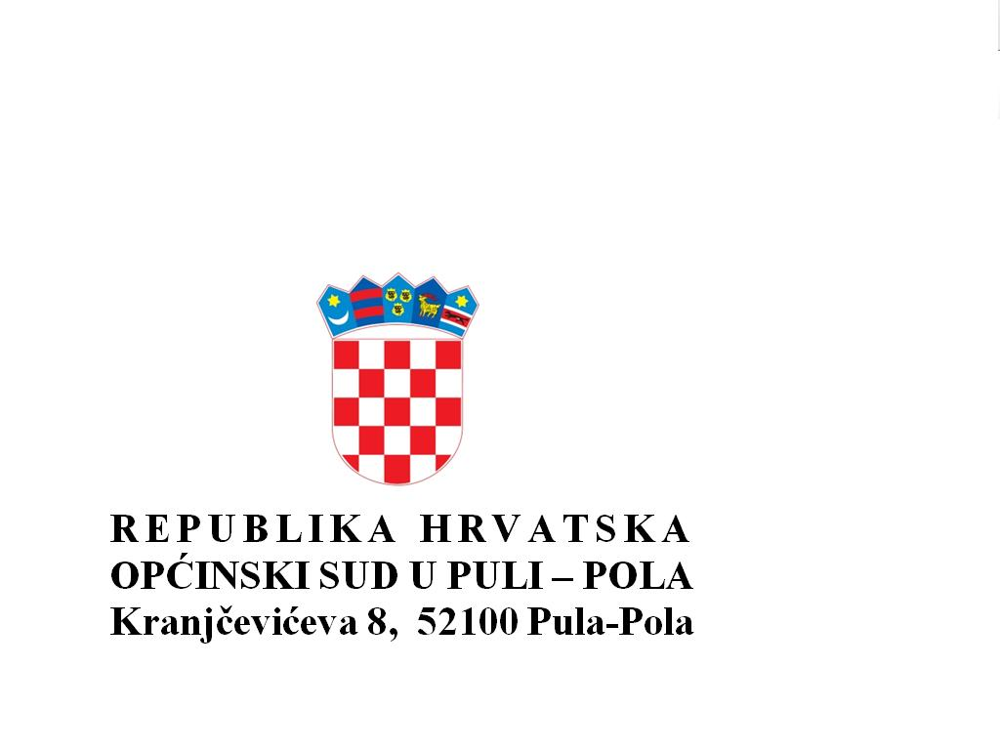 REPUBLIKA HRVATSKA
OPĆINSKI SUD U PULI – POLA
Kranjčevićeva 8, 52100 Pula-Pola